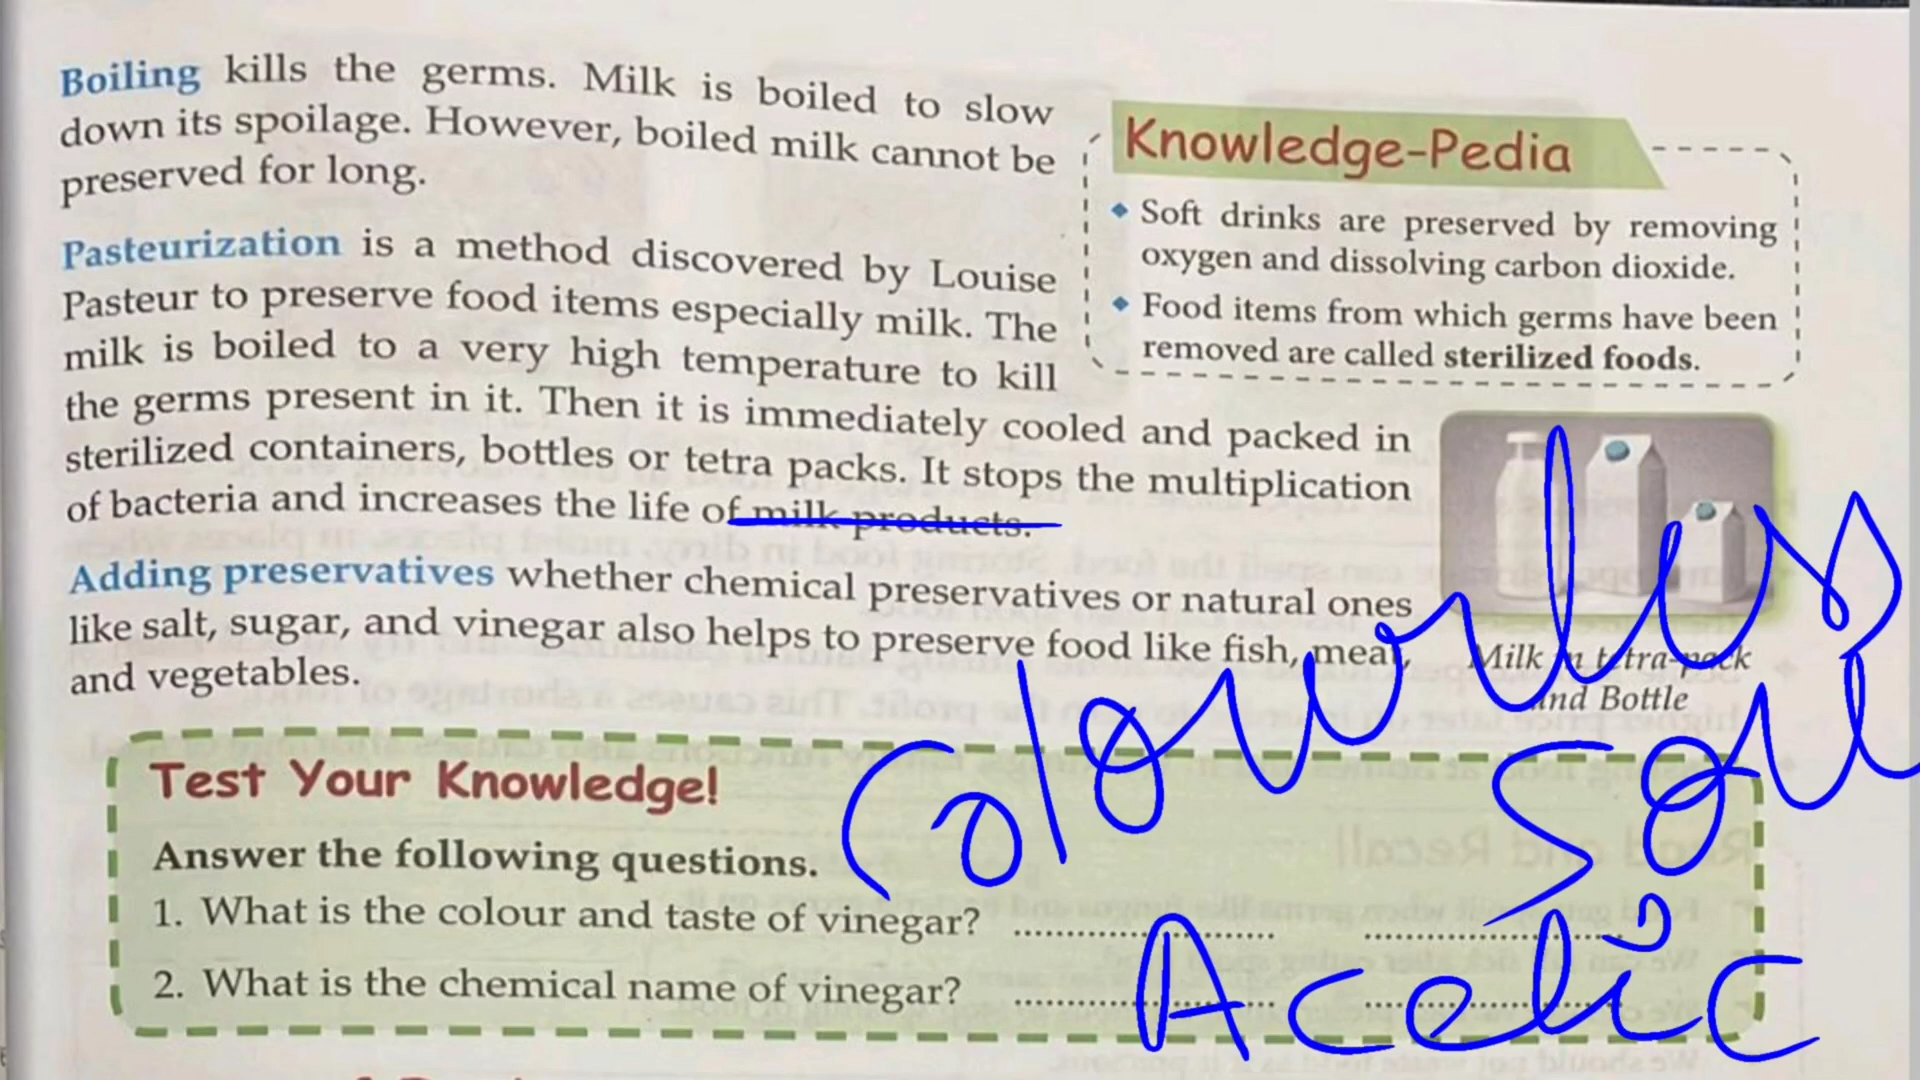 Boiling kills the germs. Milk is boiled to slow
down its spoilage. However, boiled milk cannot be
preserved for long.
Pasteurization is a method discovered by Louise
Pasteur to preserve food items especially milk. The
milk is boiled to a very high temperature to kill
the germs present in it. Then it is immediately cooled and packed in
sterilized containers, bottles or tetra packs. It stops the multiplication
of bacteria and increases the life of milk products.
Adding preservatives whether chemical preservatives or natural ones
like salt, sugar, and vinegar also helps to preserve food like fish, meat,
and vegetables.
Knowledge-Pedia
Soft drinks are preserved by removing
oxygen and dissolving carbon dioxide.
Food items from which germs have been
removed are called sterilized foods.
Milk in tetra-pack
and Bottle
Test Your Knowledge!
Answer the following questions.
1. What is the colour and taste of vinegar?
2. What is the chemical name of vinegar?
Acetic